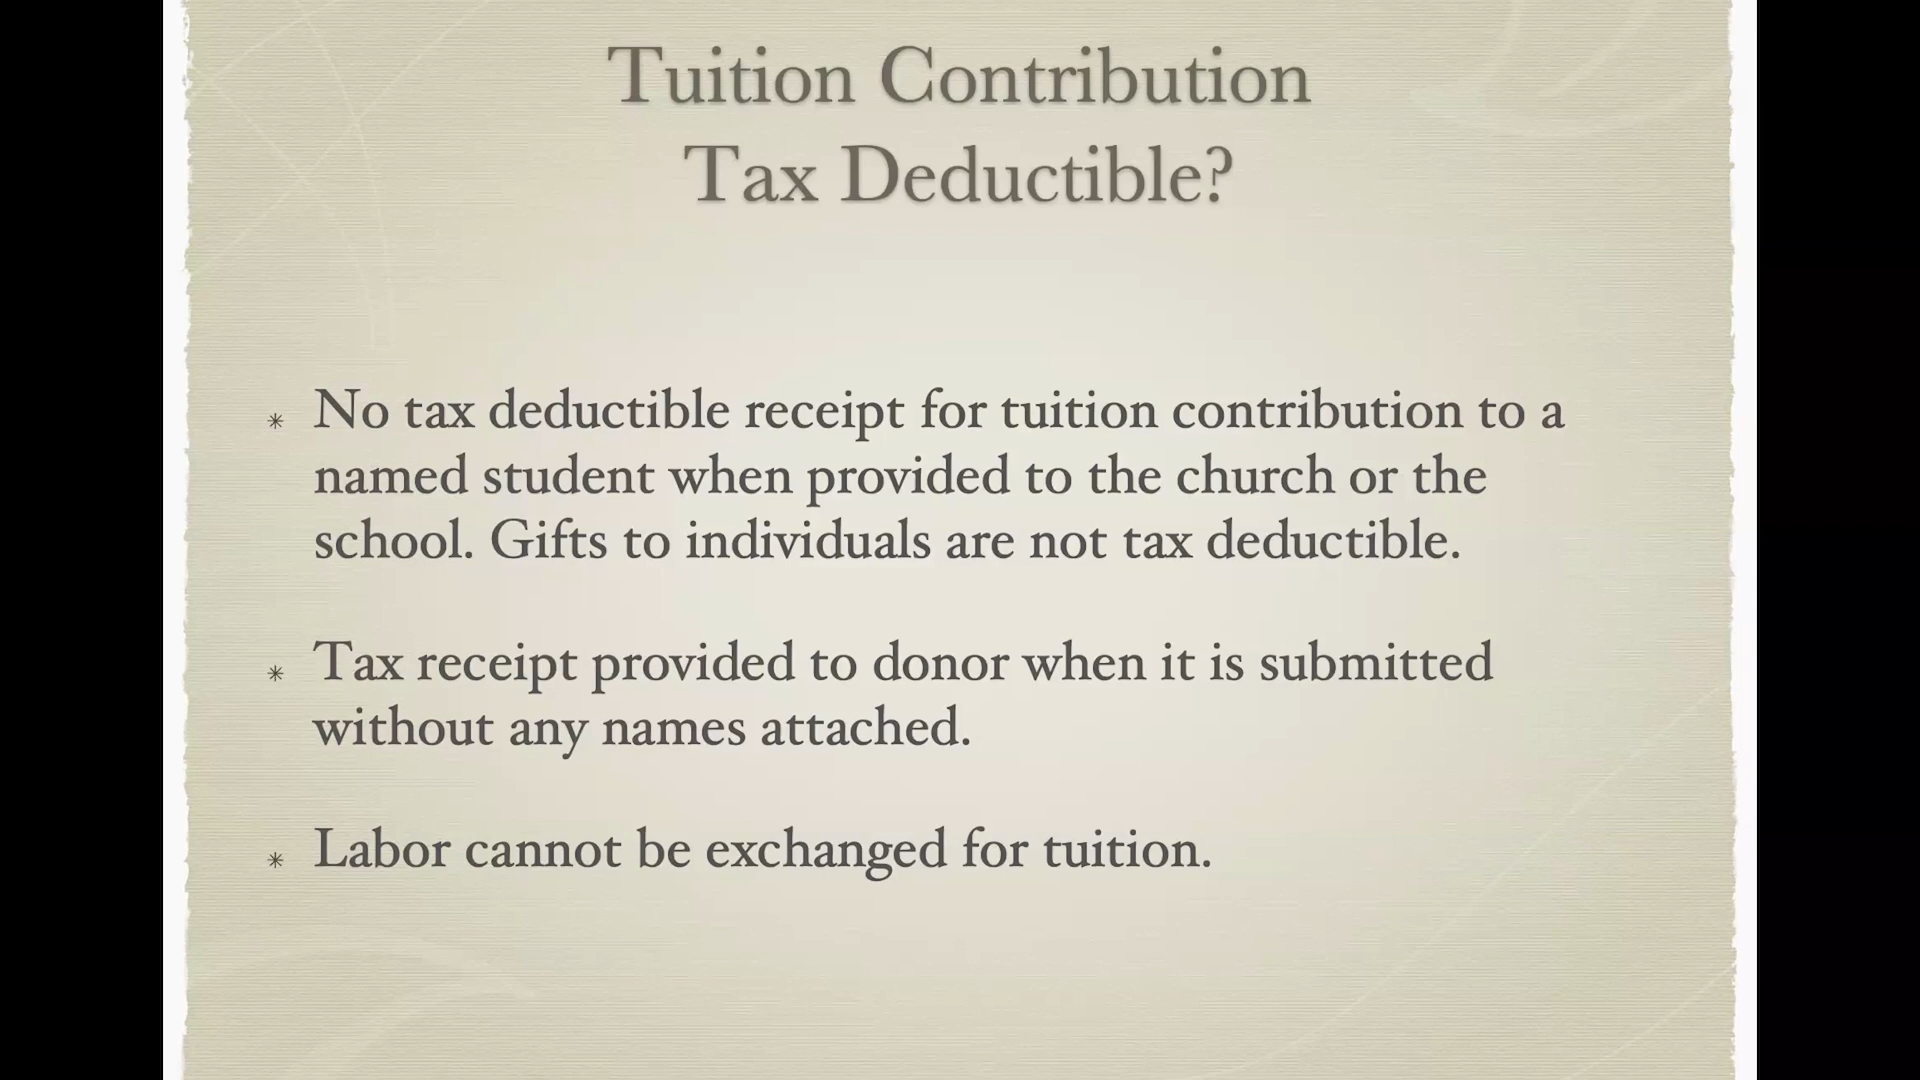 Tuition Contribution
Tax Deductible?
* No tax deductible receipt for tuition contribution to a
named student when provided to the church or the
school. Gifts to individuals are not tax deductible.
* Tax receipt provided to donor when it is submitted
without any names attached.
* Labor cannot be exchanged for tuition.